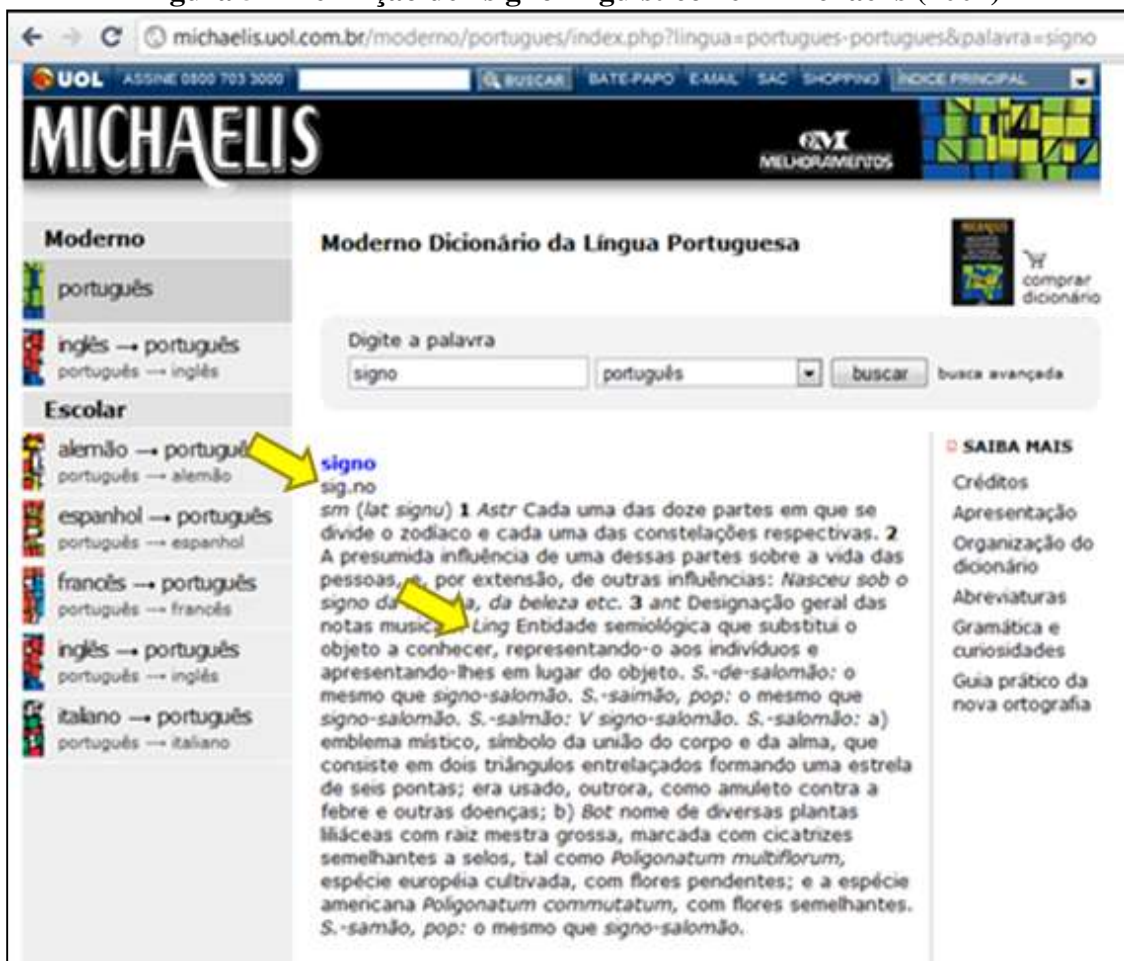 michaelis.uol.com.br/moderno/portugues/index.php?lingua=portugues-portugues&palavra=signo
UOL ASSINE 0800 703 3000 BUSCAR BATE-PAPO E-MAIL SAC SHOPPING ÍNDICE PRINCIPAL
MICHAELIS
MELHORAMENTOS
Moderno
português
inglês → português
português → inglês
Escolar
alemão → portuguê
português → alemão
espanhol → português
português → espanhol
francês → português
português → francês
inglês → português
português → inglês
italiano → português
português → italiano
Moderno Dicionário da Língua Portuguesa
comprar
dicionário
Digite a palavra
signo português buscar busca avançada
signo
sig.no
sm (lat signu) 1 Astr Cada uma das doze partes em que se
divide o zodíaco e cada uma das constelações respectivas. 2
A presumida influência de uma dessas partes sobre a vida das
pessoas, e, por extensão, de outras influências: Nasceu sob o
signo da a, da beleza etc. 3 ant Designação geral das
notas music Ling Entidade semiológica que substitui o
objeto a conhecer, representando-o aos indivíduos e
apresentando-lhes em lugar do objeto. S.-de-salomão: o
mesmo que signo-salomão. S.-saimão, pop: o mesmo que
signo-salomão. S.-salmão: V signo-salomão. S.-salomão: a)
emblema místico, símbolo da união do corpo e da alma, que
consiste em dois triângulos entrelaçados formando uma estrela
de seis pontas; era usado, outrora, como amuleto contra a
febre e outras doenças; b) Bot nome de diversas plantas
liliáceas com raiz mestra grossa, marcada com cicatrizes
semelhantes a selos, tal como Poligonatum multiflorum,
espécie européia cultivada, com flores pendentes; e a espécie
americana Poligonatum commutatum, com flores semelhantes.
S.-samão, pop: o mesmo que signo-salomão.
SAIBA MAIS
Créditos
Apresentação
Organização do
dicionário
Abreviaturas
Gramática e
curiosidades
Guia prático da
nova ortografia